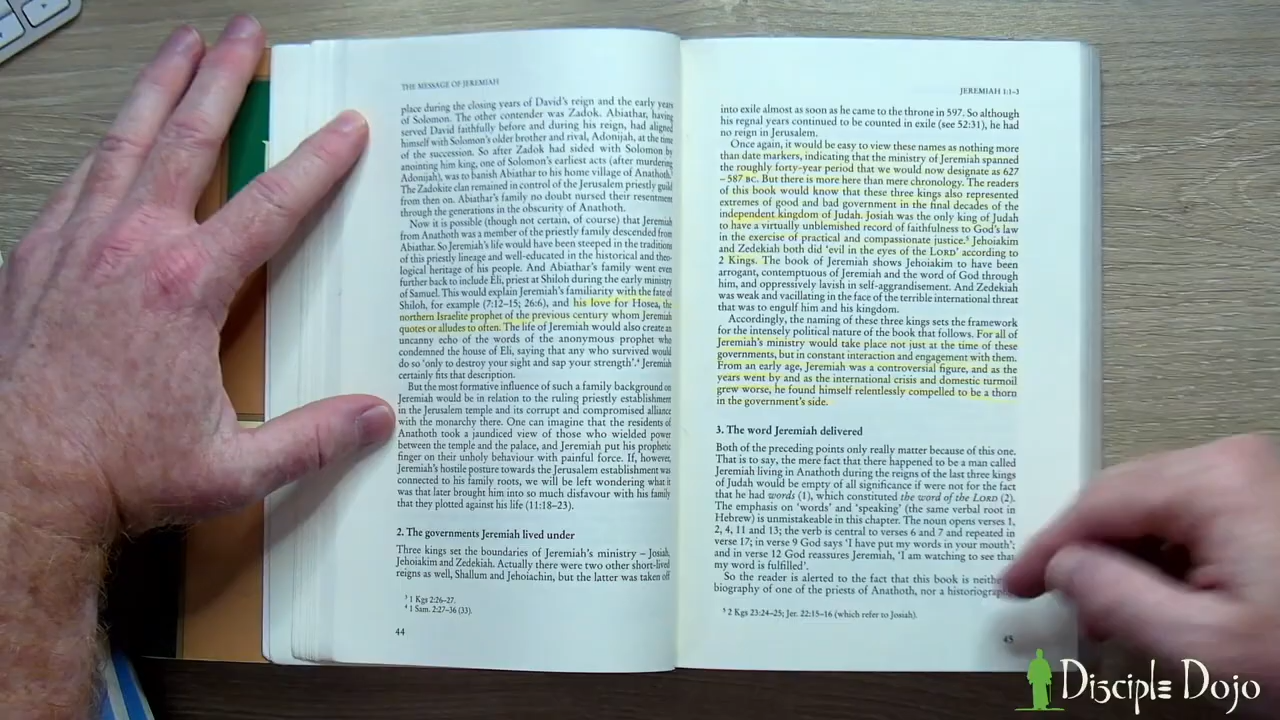 THE MESSAGE OF JEREMIAH
place during the closing years of David's reign and the early years
of Solomon. The other contender was Zadok. Abiathar, having
served David faithfully before and during his reign, had aligned
himself with Solomon's older brother and rival, Adonijah, at the time
of the succession. So after Zadok had sided with Solomon by
anointing him king, one of Solomon's earliest acts (after murdering
Adonijah), was to banish Abiathar to his home village of Anathoth.³
The Zadokite clan remained in control of the Jerusalem priestly guild
from then on. Abiathar's family no doubt nursed their resentment
through the generations in the obscurity of Anathoth.
Now it is possible (though not certain, of course) that Jeremiah
from Anathoth was a member of the priestly family descended from
Abiathar. So Jeremiah's life would have been steeped in the traditions
of this priestly lineage and well-educated in the historical and theo-
logical heritage of his people. And Abiathar's family went even
further back to include Eli, priest at Shiloh during the early ministry
of Samuel. This would explain Jeremiah's familiarity with the fate of
Shiloh, for example (7:12–15; 26:6), and his love for Hosea, the
northern Israelite prophet of the previous century whom Jeremiah
quotes or alludes to often. The life of Jeremiah would also create an
uncanny echo of the words of the anonymous prophet who
condemned the house of Eli, saying that any who survived would
do so 'only to destroy your sight and sap your strength'.⁴ Jeremiah
certainly fits that description.
But the most formative influence of such a family background on
Jeremiah would be in relation to the ruling priestly establishment
in the Jerusalem temple and its corrupt and compromised alliance
with the monarchy there. One can imagine that the residents of
Anathoth took a jaundiced view of those who wielded power
between the temple and the palace, and Jeremiah put his prophetic
finger on their unholy behaviour with painful force. If, however,
Jeremiah's hostile posture towards the Jerusalem establishment was
connected to his family roots, we will be left wondering what it
was that later brought him into so much disfavour with his family
that they plotted against his life (11:18–23).
2. The governments Jeremiah lived under
Three kings set the boundaries of Jeremiah's ministry – Josiah,
Jehoiakim and Zedekiah. Actually there were two other short-lived
reigns as well, Shallum and Jehoiachin, but the latter was taken off
³ 1 Kgs 2:26–27.
⁴ 1 Sam. 2:27–36 (33).
44
JEREMIAH 1:1–3
into exile almost as soon as he came to the throne in 597. So although
his regnal years continued to be counted in exile (see 52:31), he had
no reign in Jerusalem.
Once again, it would be easy to view these names as nothing more
than date markers, indicating that the ministry of Jeremiah spanned
the roughly forty-year period that we would now designate as 627
– 587 BC. But there is more here than mere chronology. The readers
of this book would know that these three kings also represented
extremes of good and bad government in the final decades of the
independent kingdom of Judah. Josiah was the only king of Judah
to have a virtually unblemished record of faithfulness to God's law
in the exercise of practical and compassionate justice.⁵ Jehoiakim
and Zedekiah both did 'evil in the eyes of the LORD' according to
2 Kings. The book of Jeremiah shows Jehoiakim to have been
arrogant, contemptuous of Jeremiah and the word of God through
him, and oppressively lavish in self-aggrandisement. And Zedekiah
was weak and vacillating in the face of the terrible international threat
that was to engulf him and his kingdom.
Accordingly, the naming of these three kings sets the framework
for the intensely political nature of the book that follows. For all of
Jeremiah's ministry would take place not just at the time of these
governments, but in constant interaction and engagement with them.
From an early age, Jeremiah was a controversial figure, and as the
years went by and as the international crisis and domestic turmoil
grew worse, he found himself relentlessly compelled to be a thorn
in the government's side.
3. The word Jeremiah delivered
Both of the preceding points only really matter because of this one.
That is to say, the mere fact that there happened to be a man called
Jeremiah living in Anathoth during the reigns of the last three kings
of Judah would be empty of all significance if were not for the fact
that he had words (1), which constituted the word of the LORD (2).
The emphasis on 'words' and 'speaking' (the same verbal root in
Hebrew) is unmistakeable in this chapter. The noun opens verses 1,
2, 4, 11 and 13; the verb is central to verses 6 and 7 and repeated in
verse 17; in verse 9 God says 'I have put my words in your mouth';
and in verse 12 God reassures Jeremiah, 'I am watching to see that
my word is fulfilled'.
So the reader is alerted to the fact that this book is neither
biography of one of the priests of Anathoth, nor a
⁵ 2 Kgs 23:24–25; Jer. 22:15–16 (which refer to Josiah).
45
Disciple Dojo